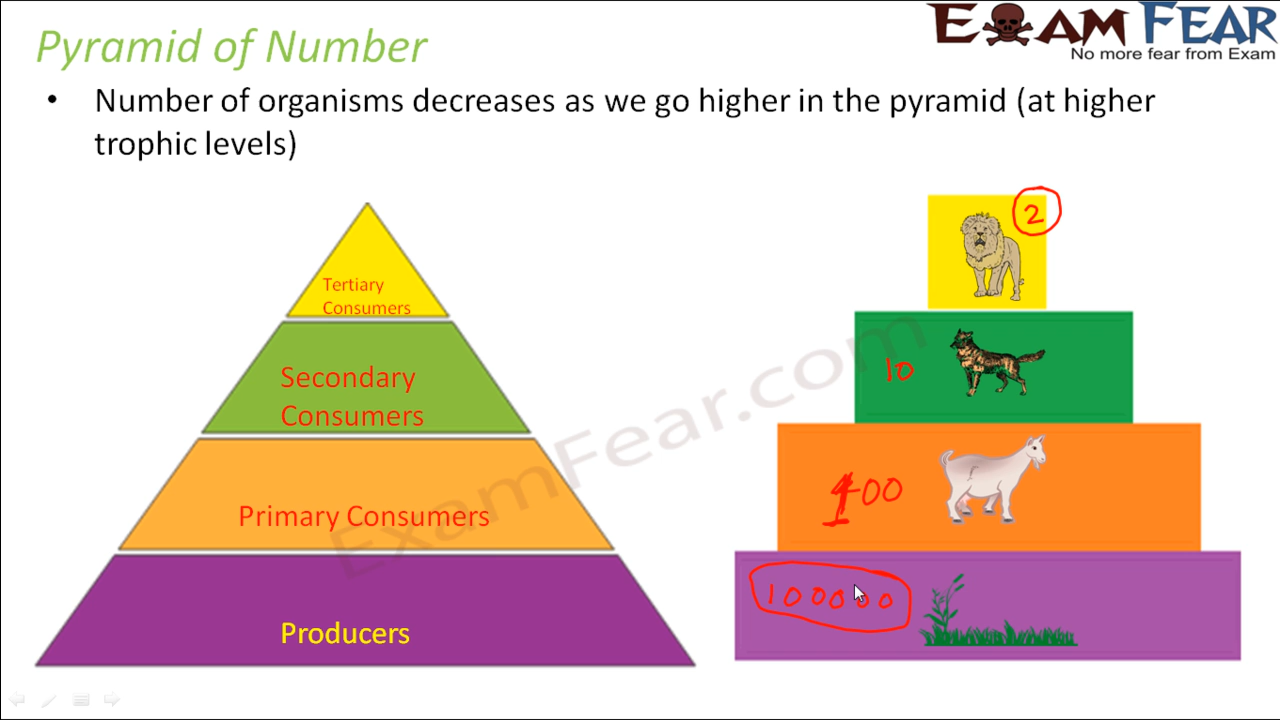 EXAM FEAR
No more fear from Exam
Pyramid of Number
• Number of organisms decreases as we go higher in the pyramid (at higher
trophic levels)
Tertiary
Consumers
Secondary
Consumers
Primary Consumers
Producers
2
10
100
100000
ExamFear.com